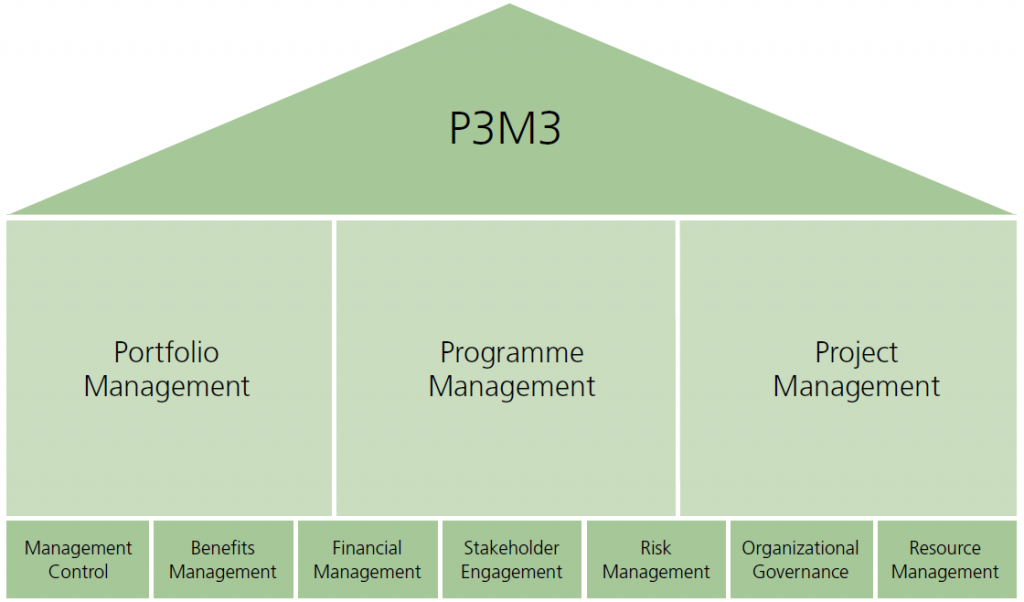 P3M3
Portfolio
Management
Programme
Management
Project
Management
Management
Control
Benefits
Management
Financial
Management
Stakeholder
Engagement
Risk
Management
Organizational
Governance
Resource
Management